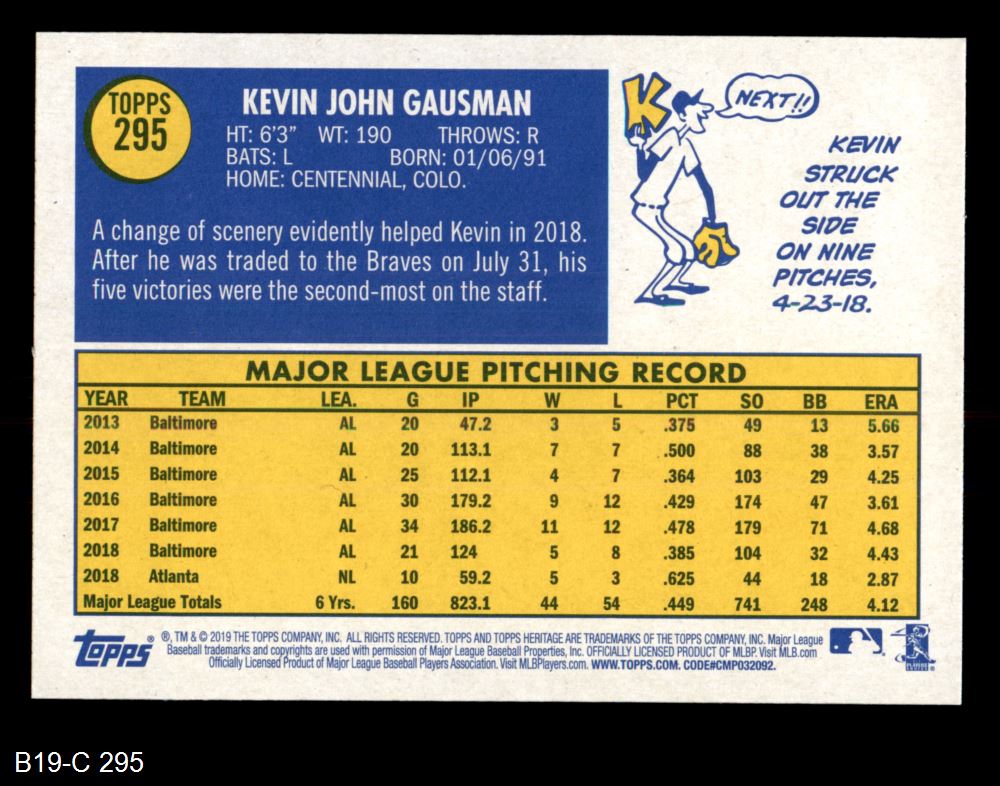 TOPPS
295
KEVIN JOHN GAUSMAN
HT: 6'3" WT: 190 THROWS: R
BATS: L BORN: 01/06/91
HOME: CENTENNIAL, COLO.
A change of scenery evidently helped Kevin in 2018.
After he was traded to the Braves on July 31, his
five victories were the second-most on the staff.
K
NEXT!!
KEVIN
STRUCK
OUT THE
SIDE
ON NINE
PITCHES,
4-23-18.
MAJOR LEAGUE PITCHING RECORD
YEAR TEAM LEA. G IP W L PCT SO BB ERA
2013 Baltimore AL 20 47.2 3 5 .375 49 13 5.66
2014 Baltimore AL 20 113.1 7 7 .500 88 38 3.57
2015 Baltimore AL 25 112.1 4 7 .364 103 29 4.25
2016 Baltimore AL 30 179.2 9 12 .429 174 47 3.61
2017 Baltimore AL 34 186.2 11 12 .478 179 71 4.68
2018 Baltimore AL 21 124 5 8 .385 104 32 4.43
2018 Atlanta NL 10 59.2 5 3 .625 44 18 2.87
Major League Totals 6 Yrs. 160 823.1 44 54 .449 741 248 4.12
Topps ®
®, TM & © 2019 THE TOPPS COMPANY, INC. ALL RIGHTS RESERVED. TOPPS AND TOPPS HERITAGE ARE TRADEMARKS OF THE TOPPS COMPANY, INC. Major League
Baseball trademarks and copyrights are used with permission of Major League Baseball Properties, Inc. OFFICIALLY LICENSED PRODUCT OF MLBP. Visit MLB.com
Officially Licensed Product of Major League Baseball Players Association. Visit MLBPlayers.com. WWW.TOPPS.COM. CODE#CMP032092.
B19-C 295